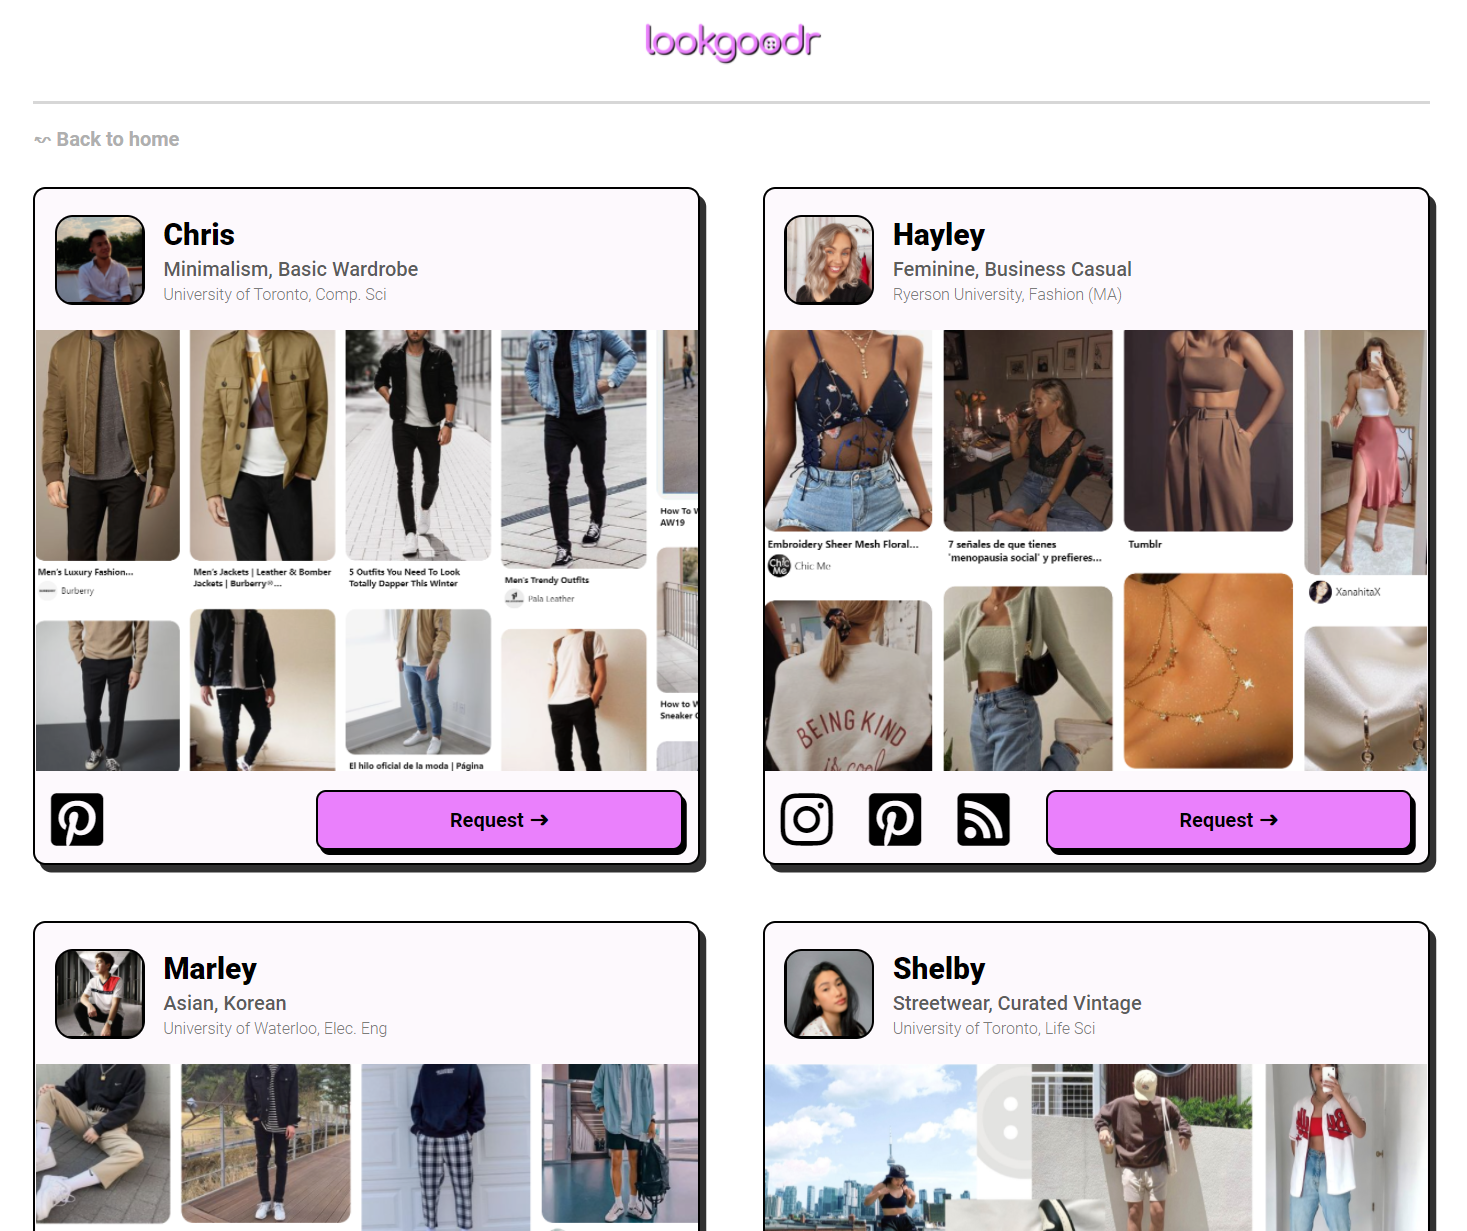 lookgoodr
Back to home
Chris
Minimalism, Basic Wardrobe
University of Toronto, Comp. Sci
Men's Luxury Fashion...
Burberry
Men's Jackets | Leather & Bomber
Jackets | Burberry®...
5 Outfits You Need To Look
Totally Dapper This Winter
Men's Trendy Outfits
Pala Leather
How To W
AW19
How to W
Sneaker C
El hilo oficial de la moda | Página
Request →
Hayley
Feminine, Business Casual
Ryerson University, Fashion (MA)
Embroidery Sheer Mesh Floral...
Chic Me
Chic Me
7 señales de que tienes
'menopausia social' y prefieres...
Tumblr
XanahitaX
BEING KIND
is cool
Request →
Marley
Asian, Korean
University of Waterloo, Elec. Eng
Shelby
Streetwear, Curated Vintage
University of Toronto, Life Sci